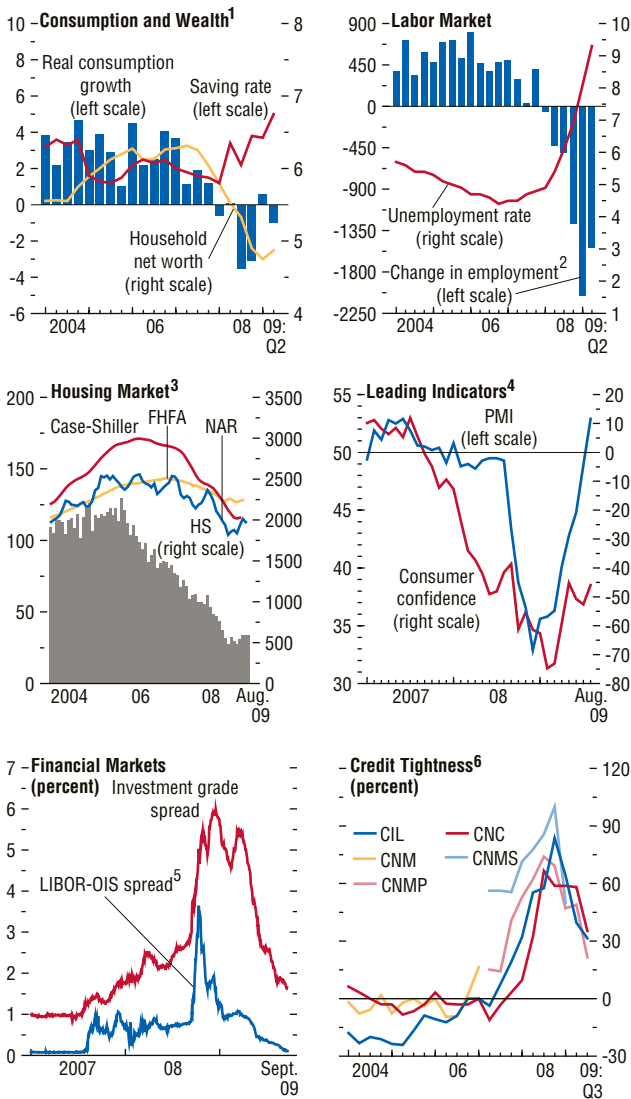 Consumption and Wealth1
10
8
6
4
2
0
-2
-4
-6
8
7
6
5
4
Real consumption
growth
(left scale)
Saving rate
(left scale)
Household
net worth
(right scale)
2004
06
08
09:
Q2
Labor Market
900
450
0
-450
-900
-1350
-1800
-2250
10
9
8
7
6
5
4
3
2
1
Unemployment rate
(right scale)
Change in employment2
(left scale)
2004
06
08
09:
Q2
Housing Market3
200
150
100
50
0
3500
3000
2500
2000
1500
1000
500
0
Case-Shiller
FHFA
NAR
HS
(right scale)
2004
06
08
Aug.
09
Leading Indicators4
55
50
45
40
35
30
20
10
0
-10
-20
-30
-40
-50
-60
-70
-80
PMI
(left scale)
Consumer
confidence
(right scale)
2007
08
Aug.
09
Financial Markets
(percent)
7
6
5
4
3
2
1
0
Investment grade
spread
LIBOR-OIS spread5
2007
08
Sept.
09
Credit Tightness6
(percent)
120
90
60
30
0
-30
CIL
CNC
CNM
CNMS
CNMP
2004
06
08
09:
Q3